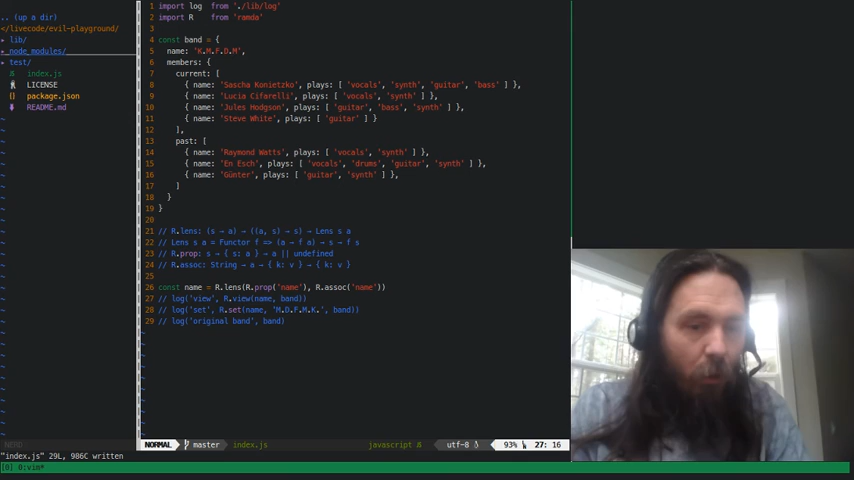 .. (up a dir)
</livecode/evil-playground/
▸ lib/
▸ node_modules/
▸ test/
index.js
LICENSE
{} package.json
README.md
1 import log from './lib/log'
2 import R from 'ramda'
3
4 const band = {
5 name: 'K.M.F.D.M',
6 members: {
7 current: [
8 { name: 'Sascha Konietzko', plays: [ 'vocals', 'synth', 'guitar', 'bass' ] },
9 { name: 'Lucia Cifarelli', plays: [ 'vocals', 'synth' ] },
10 { name: 'Jules Hodgson', plays: [ 'guitar', 'bass', 'synth' ] },
11 { name: 'Steve White', plays: [ 'guitar' ] }
12 ],
13 past: [
14 { name: 'Raymond Watts', plays: [ 'vocals', 'synth' ] },
15 { name: 'En Esch', plays: [ 'vocals', 'drums', 'guitar', 'synth' ] },
16 { name: 'Günter', plays: [ 'guitar', 'synth' ] },
17 ]
18 }
19 }
20
21 // R.lens: (s → a) → ((a, s) → s) → Lens s a
22 // Lens s a = Functor f => (a → f a) → s → f s
23 // R.prop: s → { s: a } → a || undefined
24 // R.assoc: String → a → { k: v } → { k: v }
25
26 const name = R.lens(R.prop('name'), R.assoc('name'))
27 // log('view', R.view(name, band))
28 // log('set', R.set(name, 'M.D.F.M.K.', band))
29 // log('original band', band)
NERD
NORMAL master index.js javascript utf-8 93% 27: 16
"index.js" 29L, 986C written
[0] 0:vim*